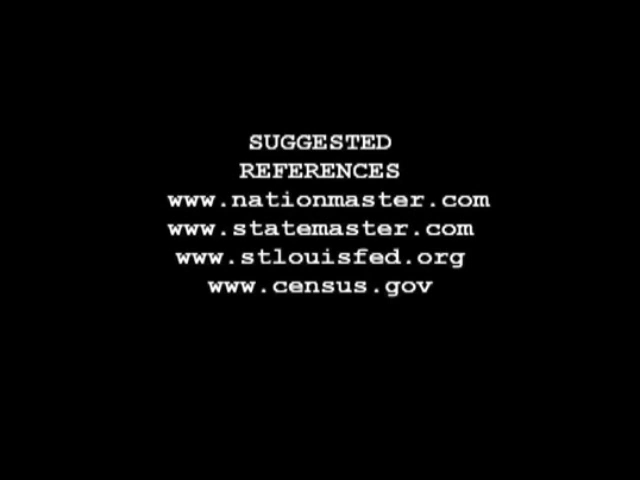 SUGGESTED
REFERENCES
www.nationmaster.com
www.statemaster.com
www.stlouisfed.org
www.census.gov